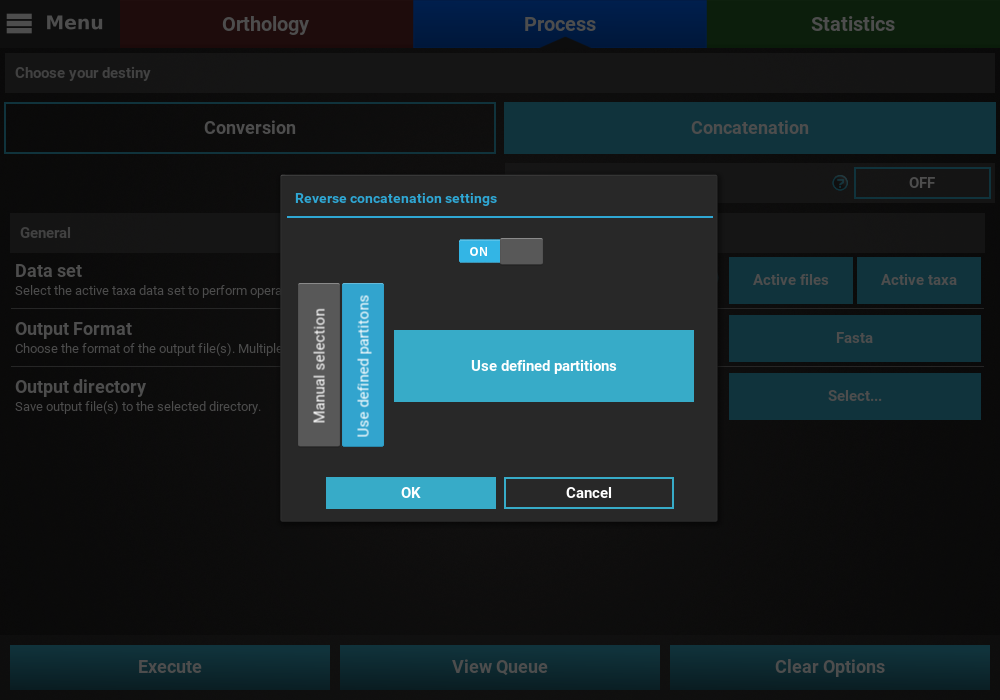 Menu
Orthology
Process
Statistics
Choose your destiny
Conversion
Concatenation
? OFF
Reverse concatenation settings
ON
General
Data set
Select the active taxa data set to perform opera
Active files
Active taxa
Output Format
Choose the format of the output file(s). Multiple
Fasta
Output directory
Save output file(s) to the selected directory.
Select...
Manual selection
Use defined partitons
Use defined partitions
OK
Cancel
Execute
View Queue
Clear Options